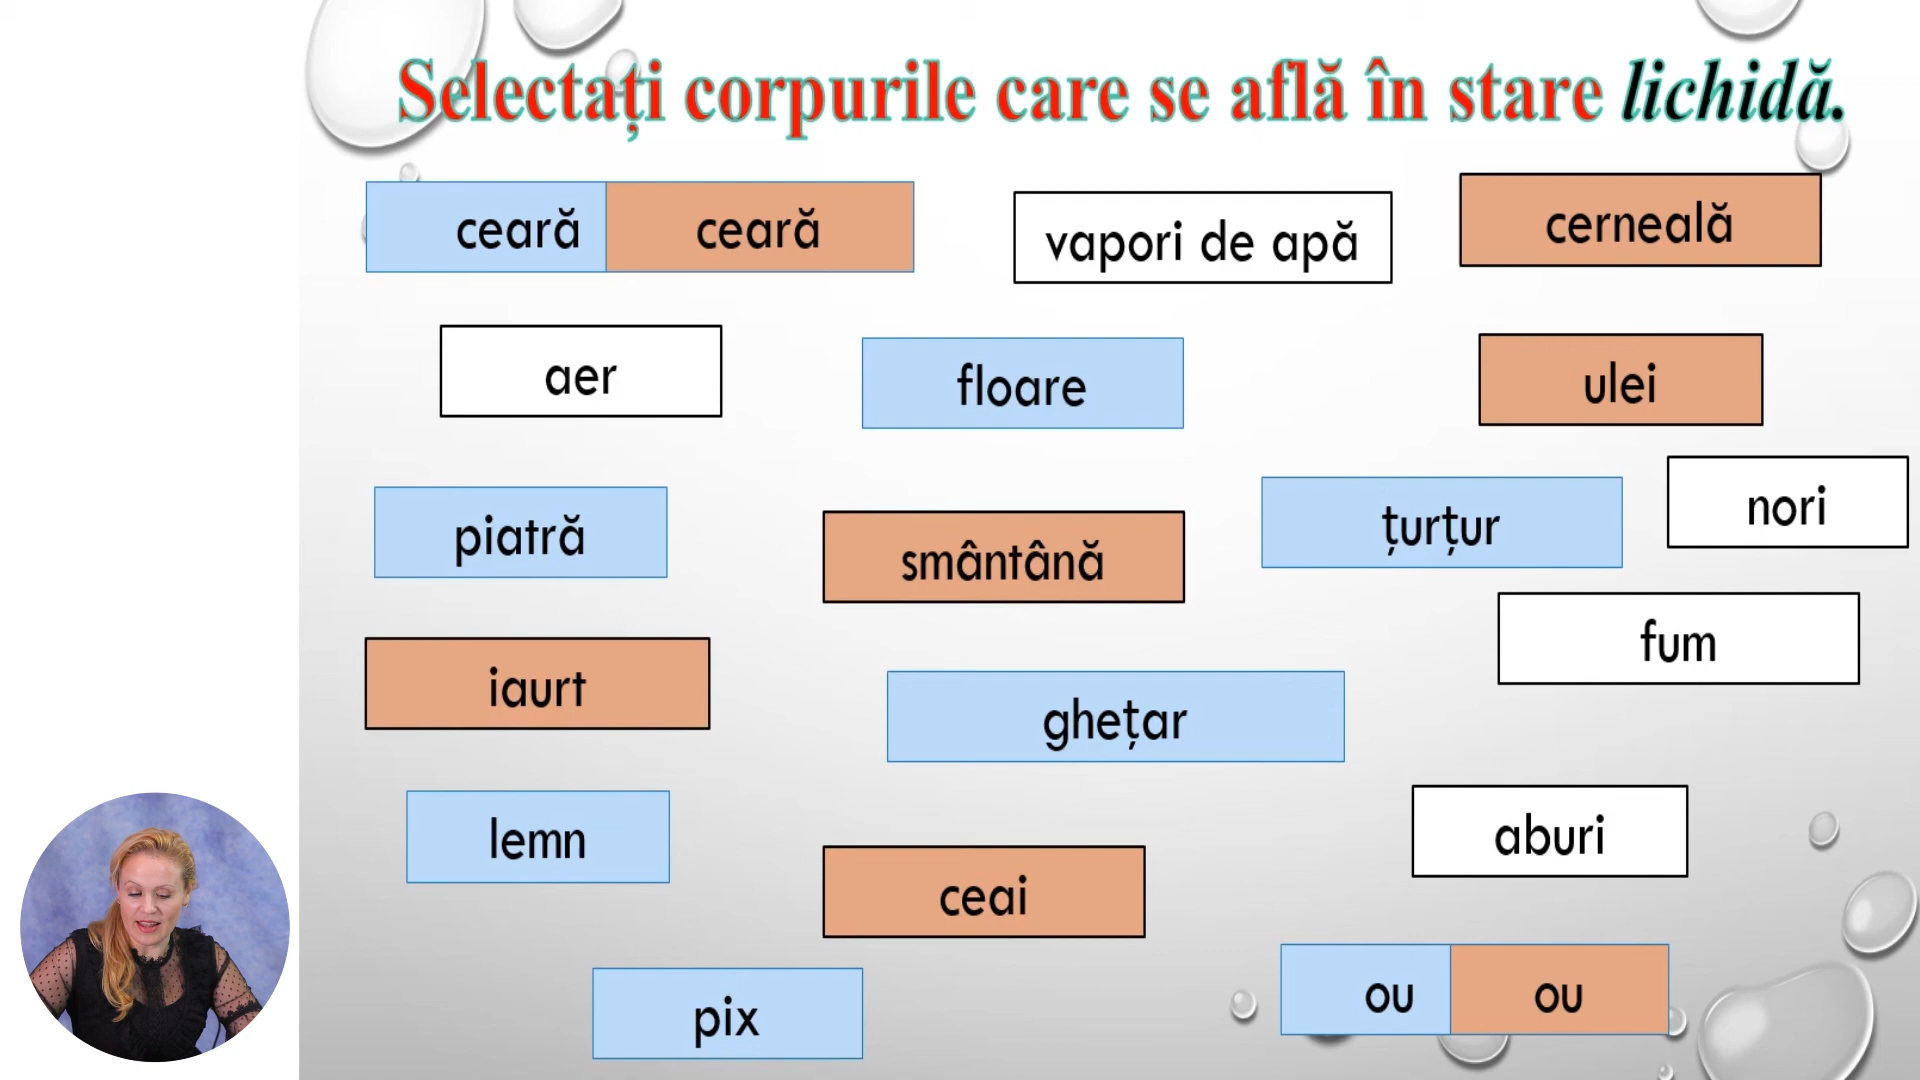 Selectați corpurile care se află în stare lichidă.
ceară ceară
vapori de apă
cerneală
aer
floare
ulei
piatră
smântână
țurțur
nori
iaurt
ghețar
fum
lemn
ceai
aburi
pix
ou ou